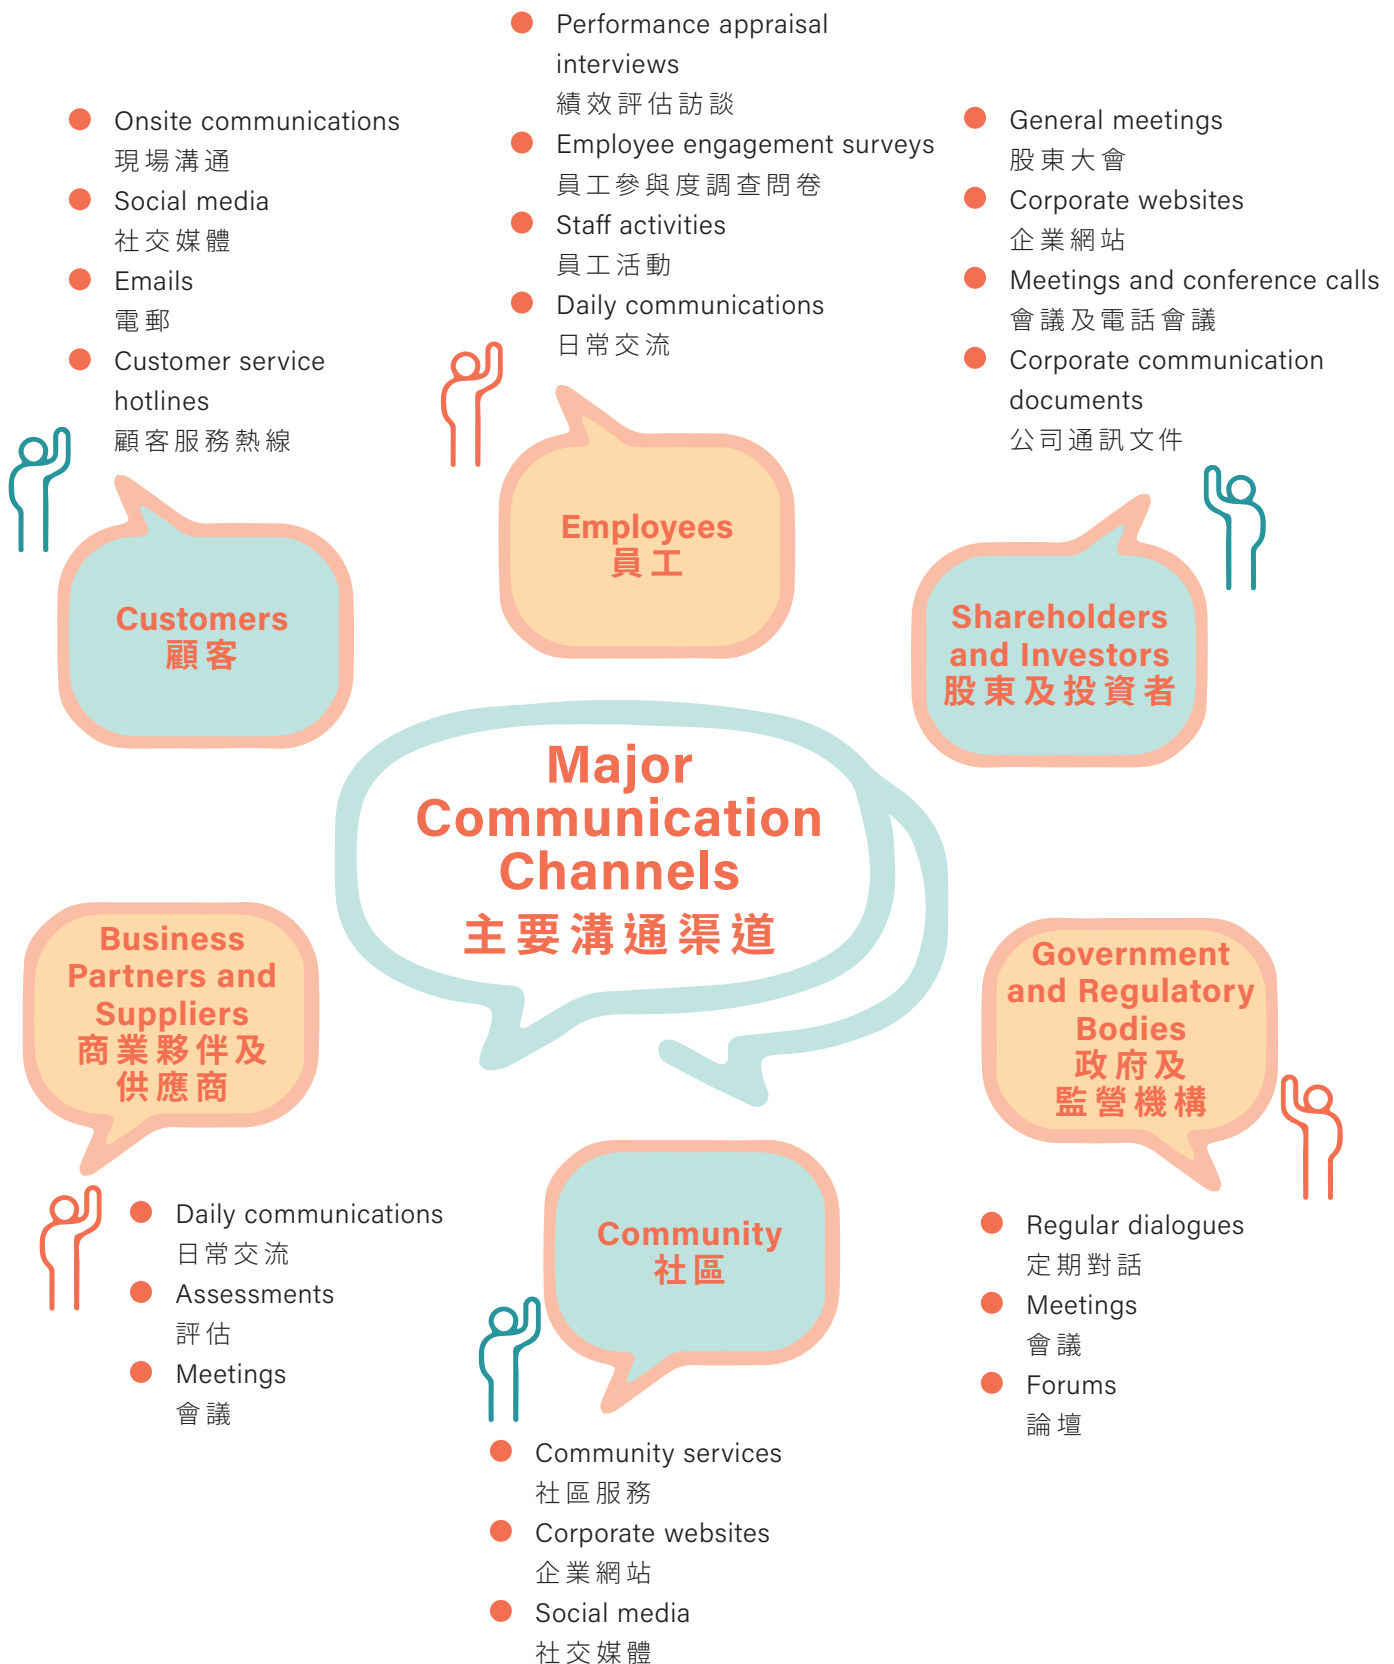 Performance appraisal
interviews
績效評估訪談
Employee engagement surveys
員工參與度調查問卷
Staff activities
員工活動
Daily communications
日常交流
Onsite communications
現場溝通
Social media
社交媒體
Emails
電郵
Customer service
hotlines
顧客服務熱線
General meetings
股東大會
Corporate websites
企業網站
Meetings and conference calls
會議及電話會議
Corporate communication
documents
公司通訊文件
Customers
顧客
Employees
員工
Shareholders
and Investors
股東及投資者
Major
Communication
Channels
主要溝通渠道
Business
Partners and
Suppliers
商業夥伴及
供應商
Government
and Regulatory
Bodies
政府及
監營機構
Community
社區
Daily communications
日常交流
Assessments
評估
Meetings
會議
Regular dialogues
定期對話
Meetings
會議
Forums
論壇
Community services
社區服務
Corporate websites
企業網站
Social media
社交媒體